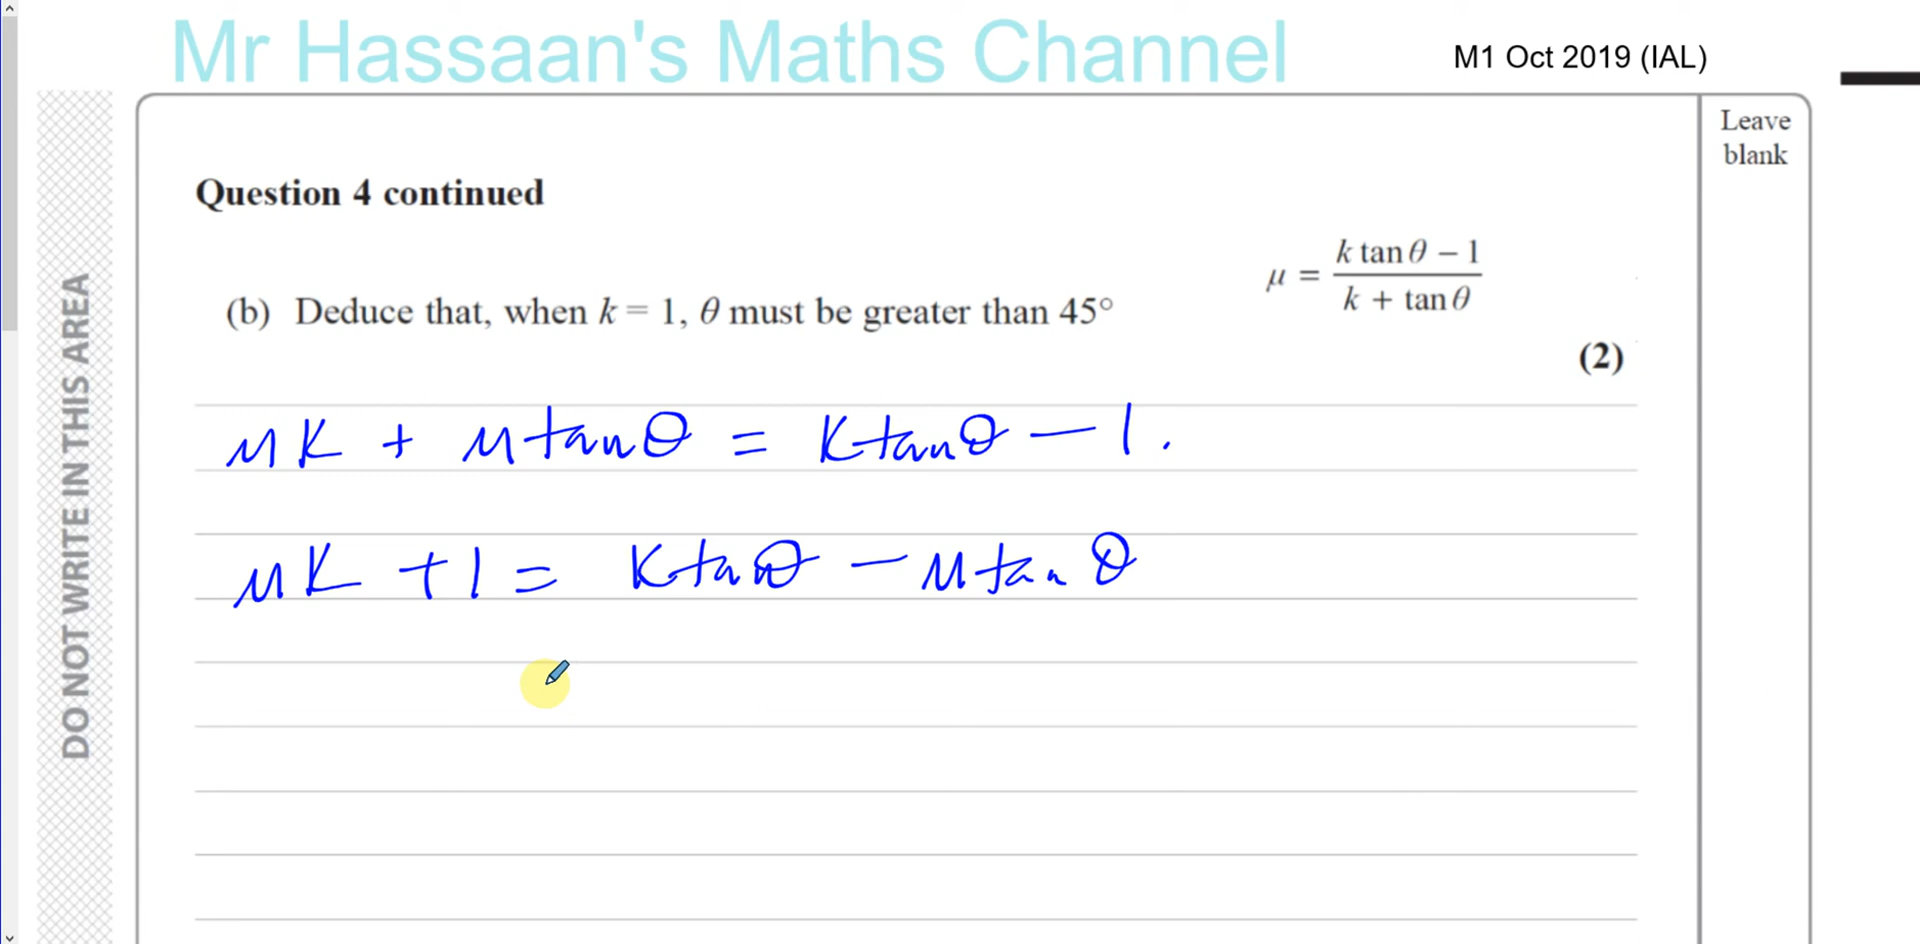 Mr Hassaan's Maths Channel
M1 Oct 2019 (IAL)
Leave
blank
DO NOT WRITE IN THIS AREA
Question 4 continued
μ = (k tan θ − 1) / (k + tan θ)
(b) Deduce that, when k = 1, θ must be greater than 45°
(2)
μK + μtanθ = Ktanθ − 1.
μK + 1 = Ktanθ − μtanθ